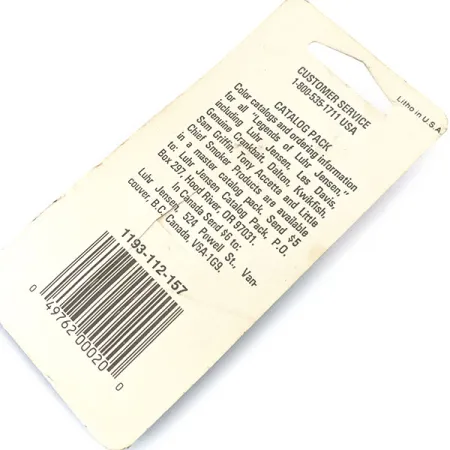 Litho in U.S.A.
CUSTOMER SERVICE
1-800-535-1711 USA
CATALOG PACK
Color catalogs and ordering information
for all "Legends of Luhr Jensen,"
including Luhr Jensen, Les Davis,
Genuine Crankbait, Dalton, Kwikfish,
Sam Griffin, Tony Accetta and Little
Chief Smoker Products are available
in a master catalog pack. Send $5
to: Luhr Jensen Catalog Pack, P.O.
Box 297, Hood River, OR 97031.
In Canada Send $6 to:
Luhr Jensen, 524 Powell St., Van-
couver, B.C. Canada, V6A-1G9.
1193-112-157
0 49762 00020 0